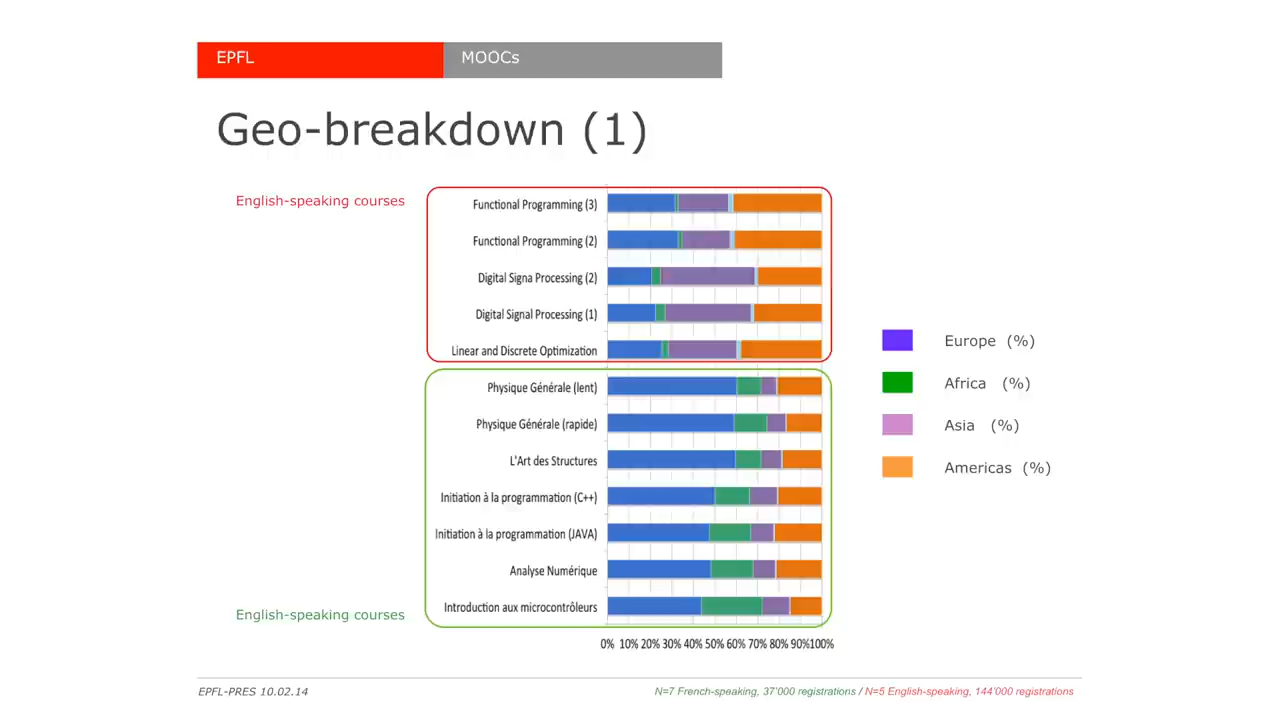 EPFL
MOOCs
Geo-breakdown (1)
English-speaking courses
Functional Programming (3)
Functional Programming (2)
Digital Signa Processing (2)
Digital Signal Processing (1)
Linear and Discrete Optimization
Physique Générale (lent)
Physique Générale (rapide)
L'Art des Structures
Initiation à la programmation (C++)
Initiation à la programmation (JAVA)
Analyse Numérique
Introduction aux microcontrôleurs
English-speaking courses
0% 10% 20% 30% 40% 50% 60% 70% 80% 90%100%
Europe (%)
Africa (%)
Asia (%)
Americas (%)
EPFL-PRES 10.02.14
N=7 French-speaking, 37'000 registrations / N=5 English-speaking, 144'000 registrations